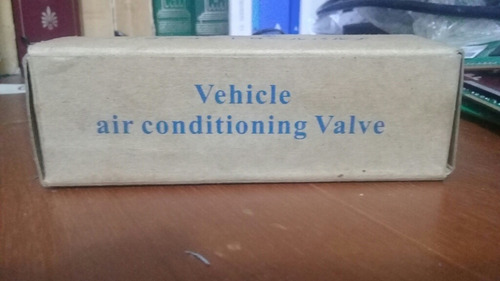 Vehicle
air conditioning Valve